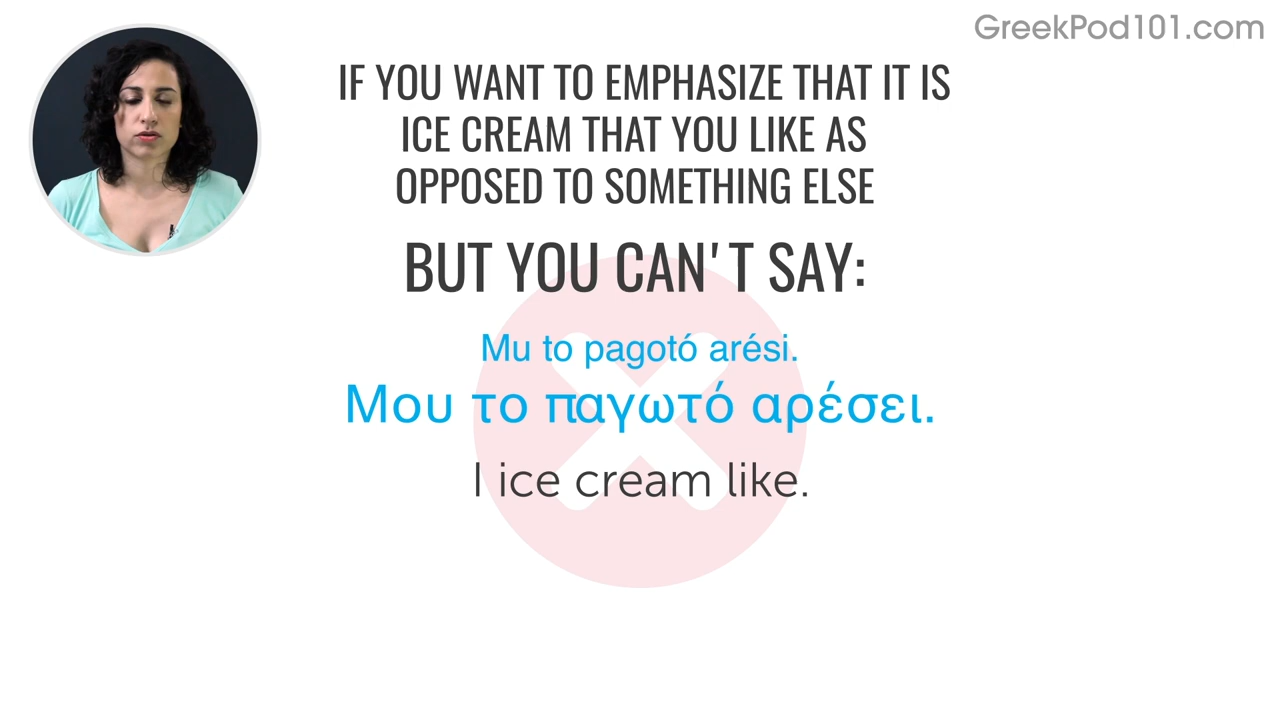 GreekPod101.com
IF YOU WANT TO EMPHASIZE THAT IT IS
ICE CREAM THAT YOU LIKE AS
OPPOSED TO SOMETHING ELSE
BUT YOU CAN'T SAY:
Mu to pagotó arési.
Μου το παγωτό αρέσει.
I ice cream like.